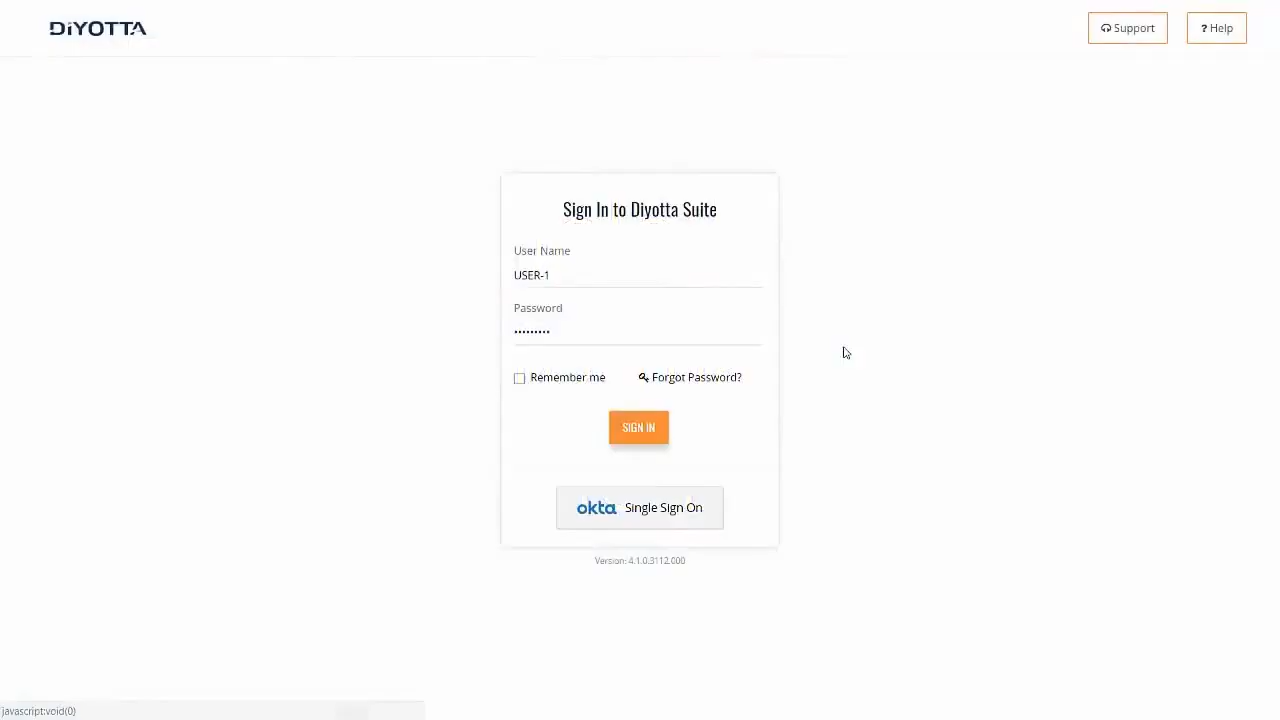 DiYOTTA
Support
? Help
Sign In to Diyotta Suite
User Name
USER-1
Password
•••••••••
Remember me
Forgot Password?
SIGN IN
okta Single Sign On
Version: 4.1.0.3112.000
javascript:void(0)